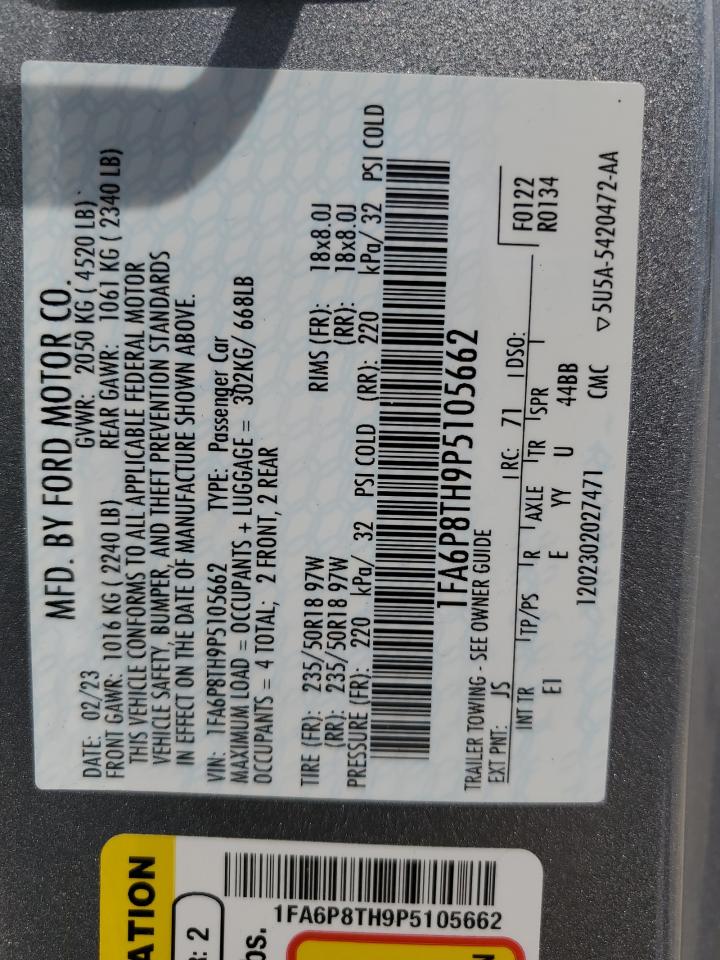 MFD. BY FORD MOTOR CO.
DATE: 02/23 GVWR: 2050 KG ( 4520 LB)
FRONT GAWR: 1016 KG ( 2240 LB) REAR GAWR: 1061 KG ( 2340 LB)
THIS VEHICLE CONFORMS TO ALL APPLICABLE FEDERAL MOTOR
VEHICLE SAFETY, BUMPER, AND THEFT PREVENTION STANDARDS
IN EFFECT ON THE DATE OF MANUFACTURE SHOWN ABOVE.
VIN: 1FA6P8TH9P5105662 TYPE: Passenger Car
MAXIMUM LOAD = OCCUPANTS + LUGGAGE = 302KG/ 668LB
OCCUPANTS = 4 TOTAL; 2 FRONT, 2 REAR
TIRE (FR): 235/50R18 97W RIMS (FR): 18x8.0J
(RR): 235/50R18 97W (RR): 18x8.0J
PRESSURE (FR): 220 kPa/ 32 PSI COLD (RR): 220 kPa/ 32 PSI COLD
1FA6P8TH9P5105662
TRAILER TOWING - SEE OWNER GUIDE
EXT PNT: JS RC: 71 DSO: F0122
R0134
INT TR TP/PS R AXLE TR SPR
E1 E YY U 44BB
1202302027471 CMC ▽5U5A-5420472-AA
ATION
: 2
OS.
1FA6P8TH9P5105662
N